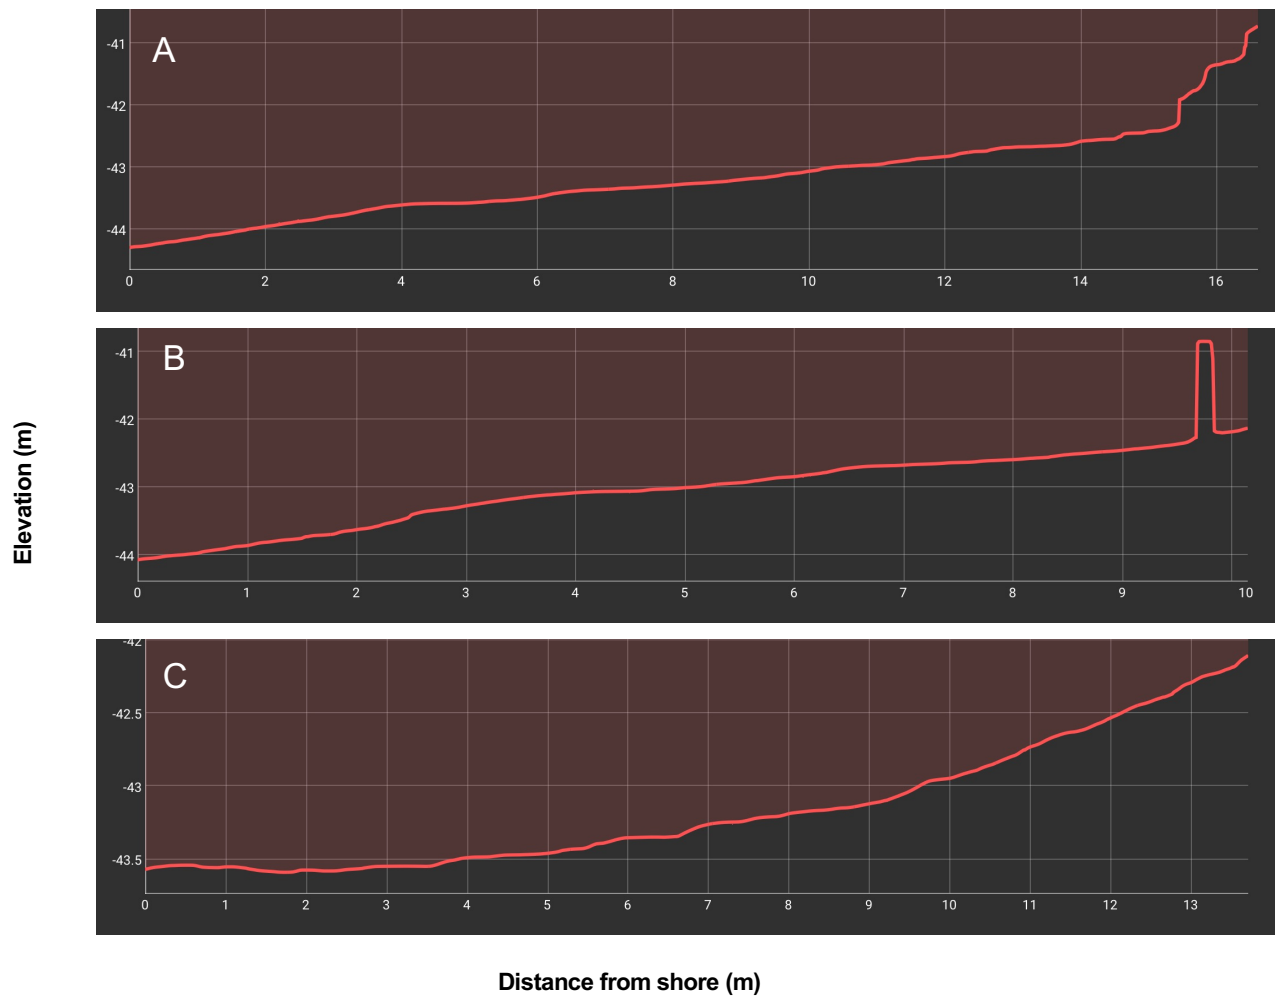 A
-41
-42
-43
-44
0 2 4 6 8 10 12 14 16
B
-41
-42
-43
-44
0 1 2 3 4 5 6 7 8 9 10
C
-42
-42.5
-43
-43.5
0 1 2 3 4 5 6 7 8 9 10 11 12 13
Elevation (m)
Distance from shore (m)